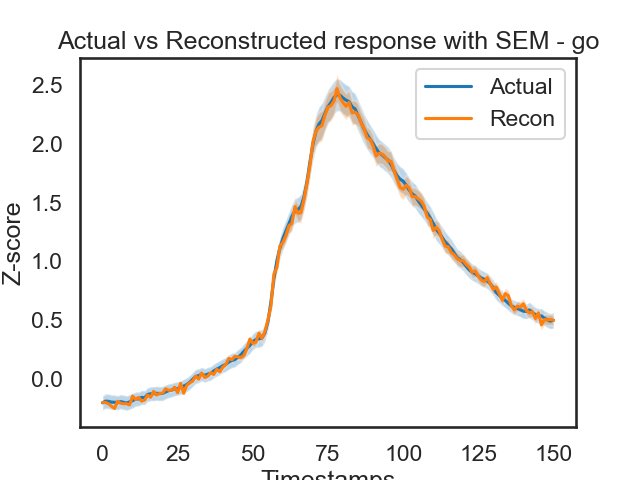 Actual vs Reconstructed response with SEM - go
Actual
Recon
Z-score
2.5
2.0
1.5
1.0
0.5
0.0
0 25 50 75 100 125 150
Timestamps